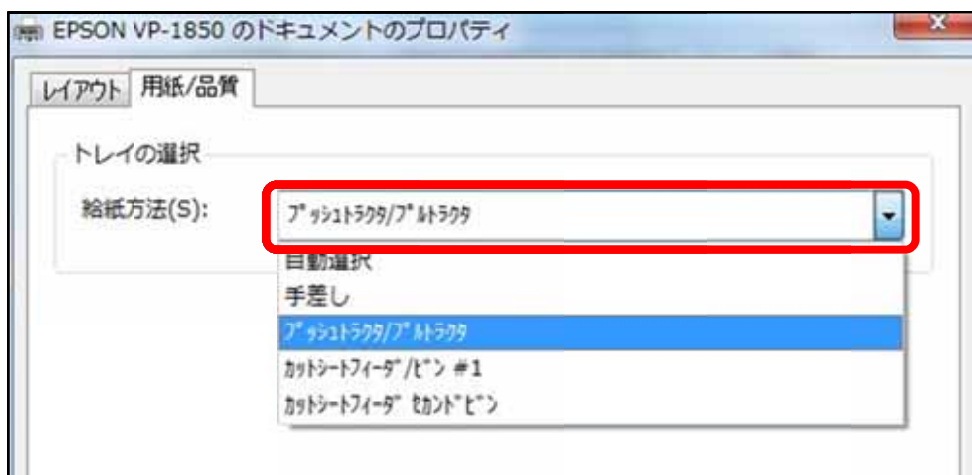 EPSON VP-1850 のドキュメントのプロパティ
レイアウト 用紙/品質
トレイの選択
給紙方法(S): プッシュトラクタ/プルトラクタ
自動選択
手差し
プッシュトラクタ/プルトラクタ
カットシートフィーダ/ビン #1
カットシートフィーダ セカンドビン